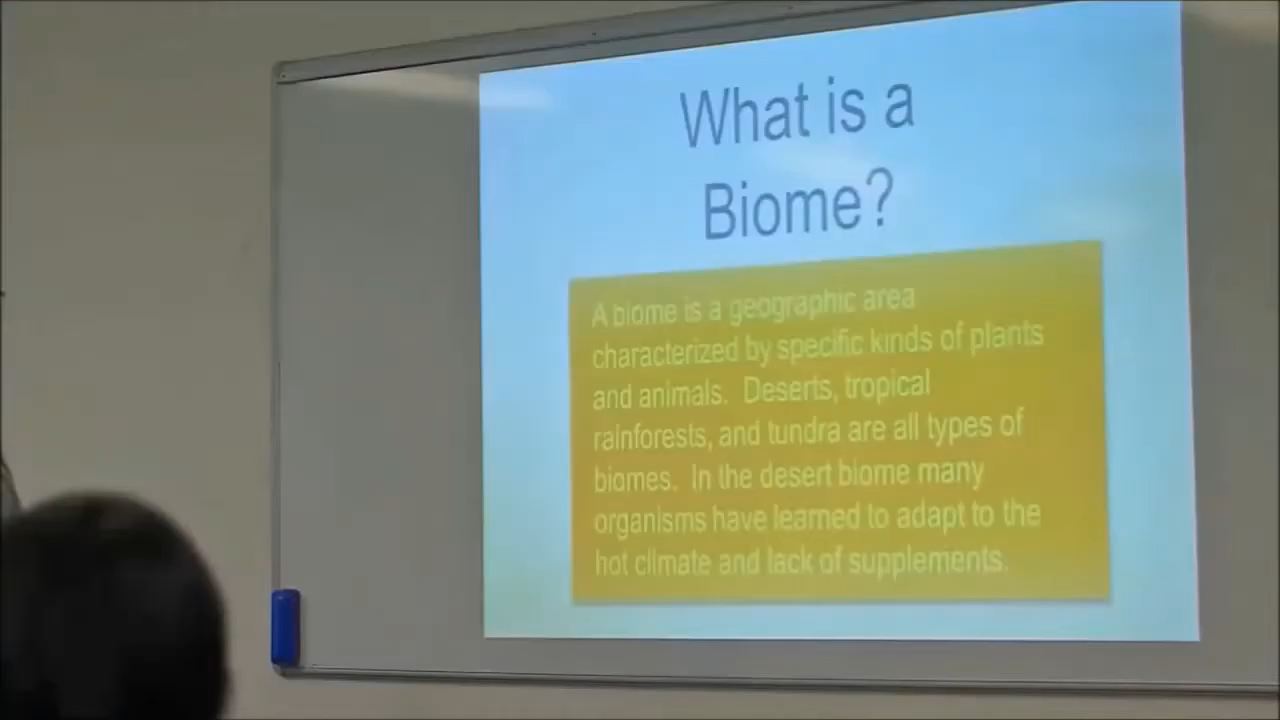 What is a
Biome?
A biome is a geographic area
characterized by specific kinds of plants
and animals. Deserts, tropical
rainforests, and tundra are all types of
biomes. In the desert biome many
organisms have learned to adapt to the
hot climate and lack of supplements.